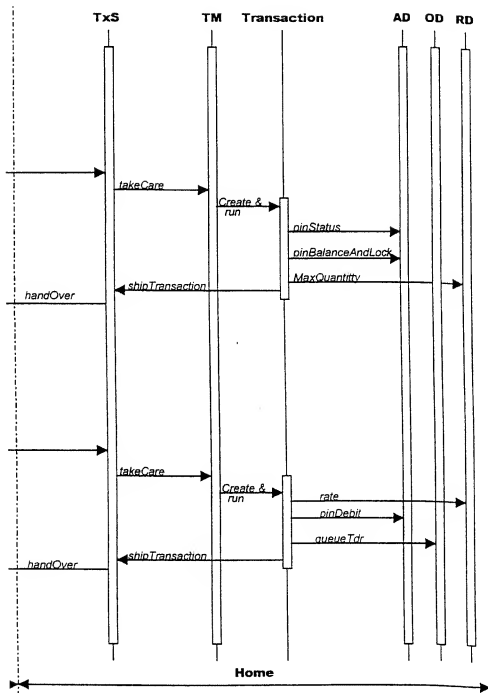 TxS TM Transaction AD OD RD
takeCare
Create &
run
pinStatus
pinBalanceAndLock
MaxQuantitty
shipTransaction
handOver
takeCare
Create &
run
rate
pinDebit
queueTdr
shipTransaction
handOver
Home